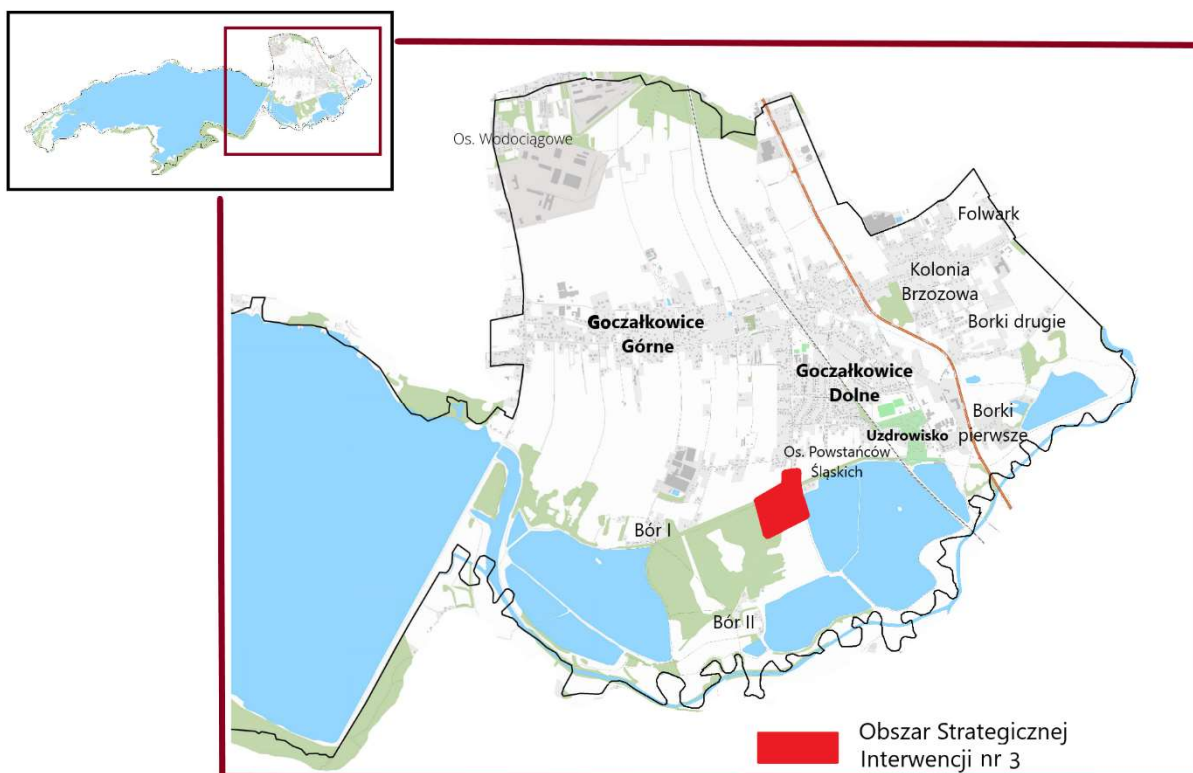 Os. Wodociągowe
Folwark
Kolonia
Brzozowa
Goczałkowice
Górne
Borki drugie
Goczałkowice
Dolne
Borki
pierwsze
Uzdrowisko
Os. Powstańców
Śląskich
Bór I
Bór II
Obszar Strategicznej
Interwencji nr 3